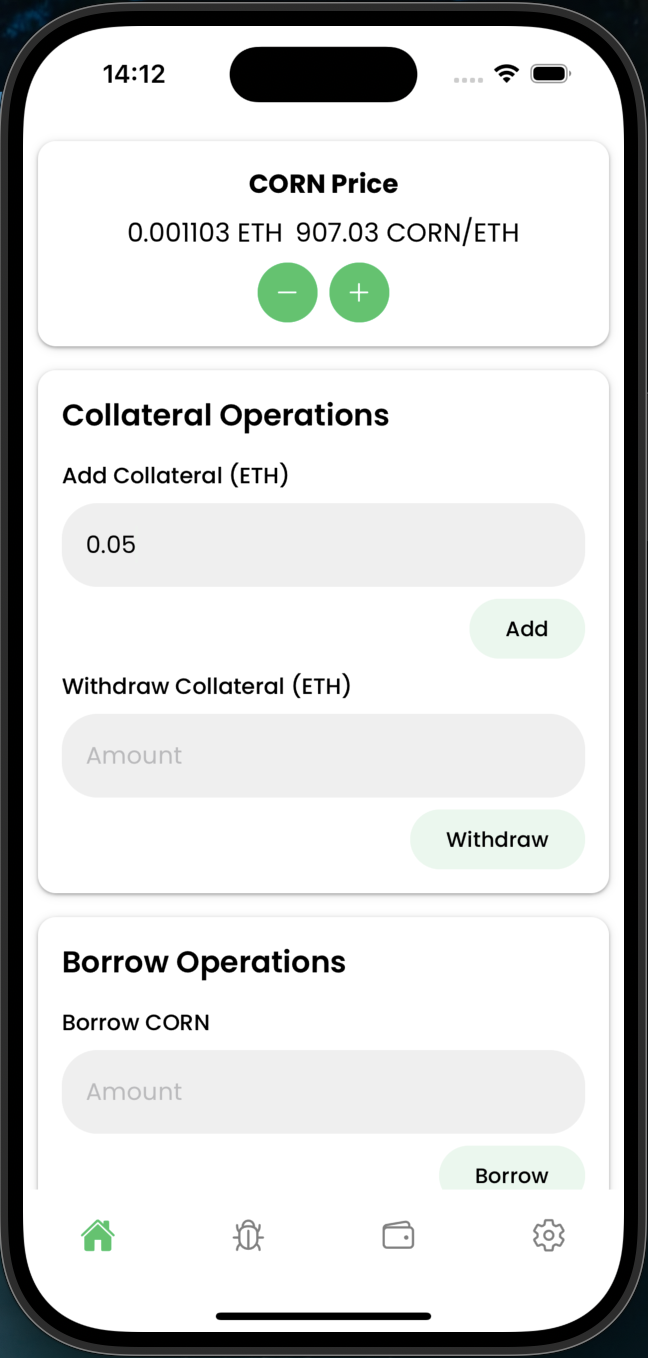 14:12
CORN Price
0.001103 ETH 907.03 CORN/ETH
Collateral Operations
Add Collateral (ETH)
0.05
Add
Withdraw Collateral (ETH)
Amount
Withdraw
Borrow Operations
Borrow CORN
Amount
Borrow